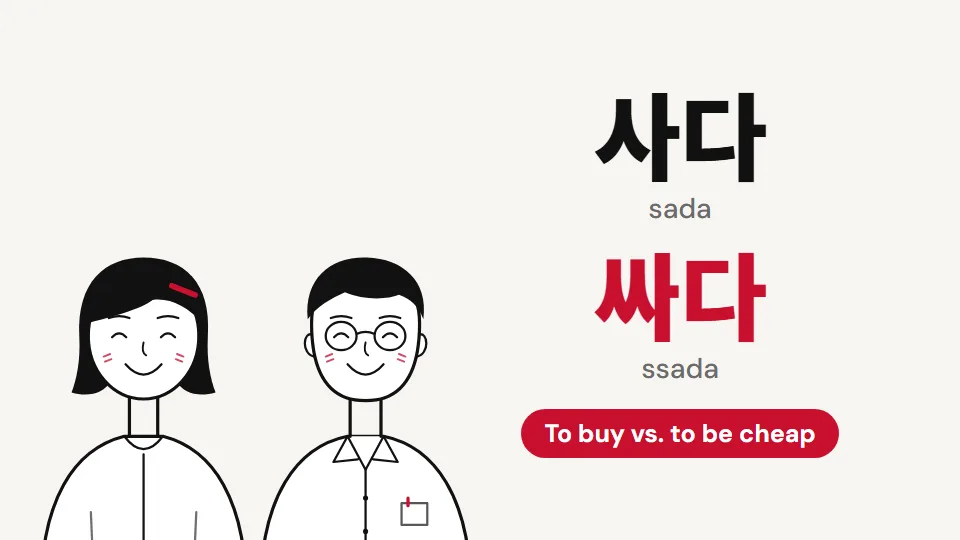 사다
sada
싸다
ssada
To buy vs. to be cheap